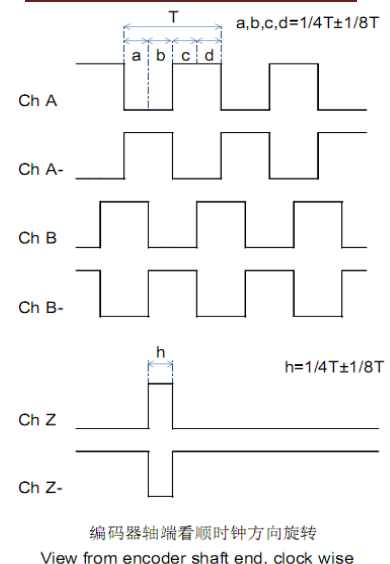 T
a,b,c,d=1/4T±1/8T
a b c d
Ch A
Ch A-
Ch B
Ch B-
h
h=1/4T±1/8T
Ch Z
Ch Z-
编码器轴端看顺时钟方向旋转
View from encoder shaft end. clock wise